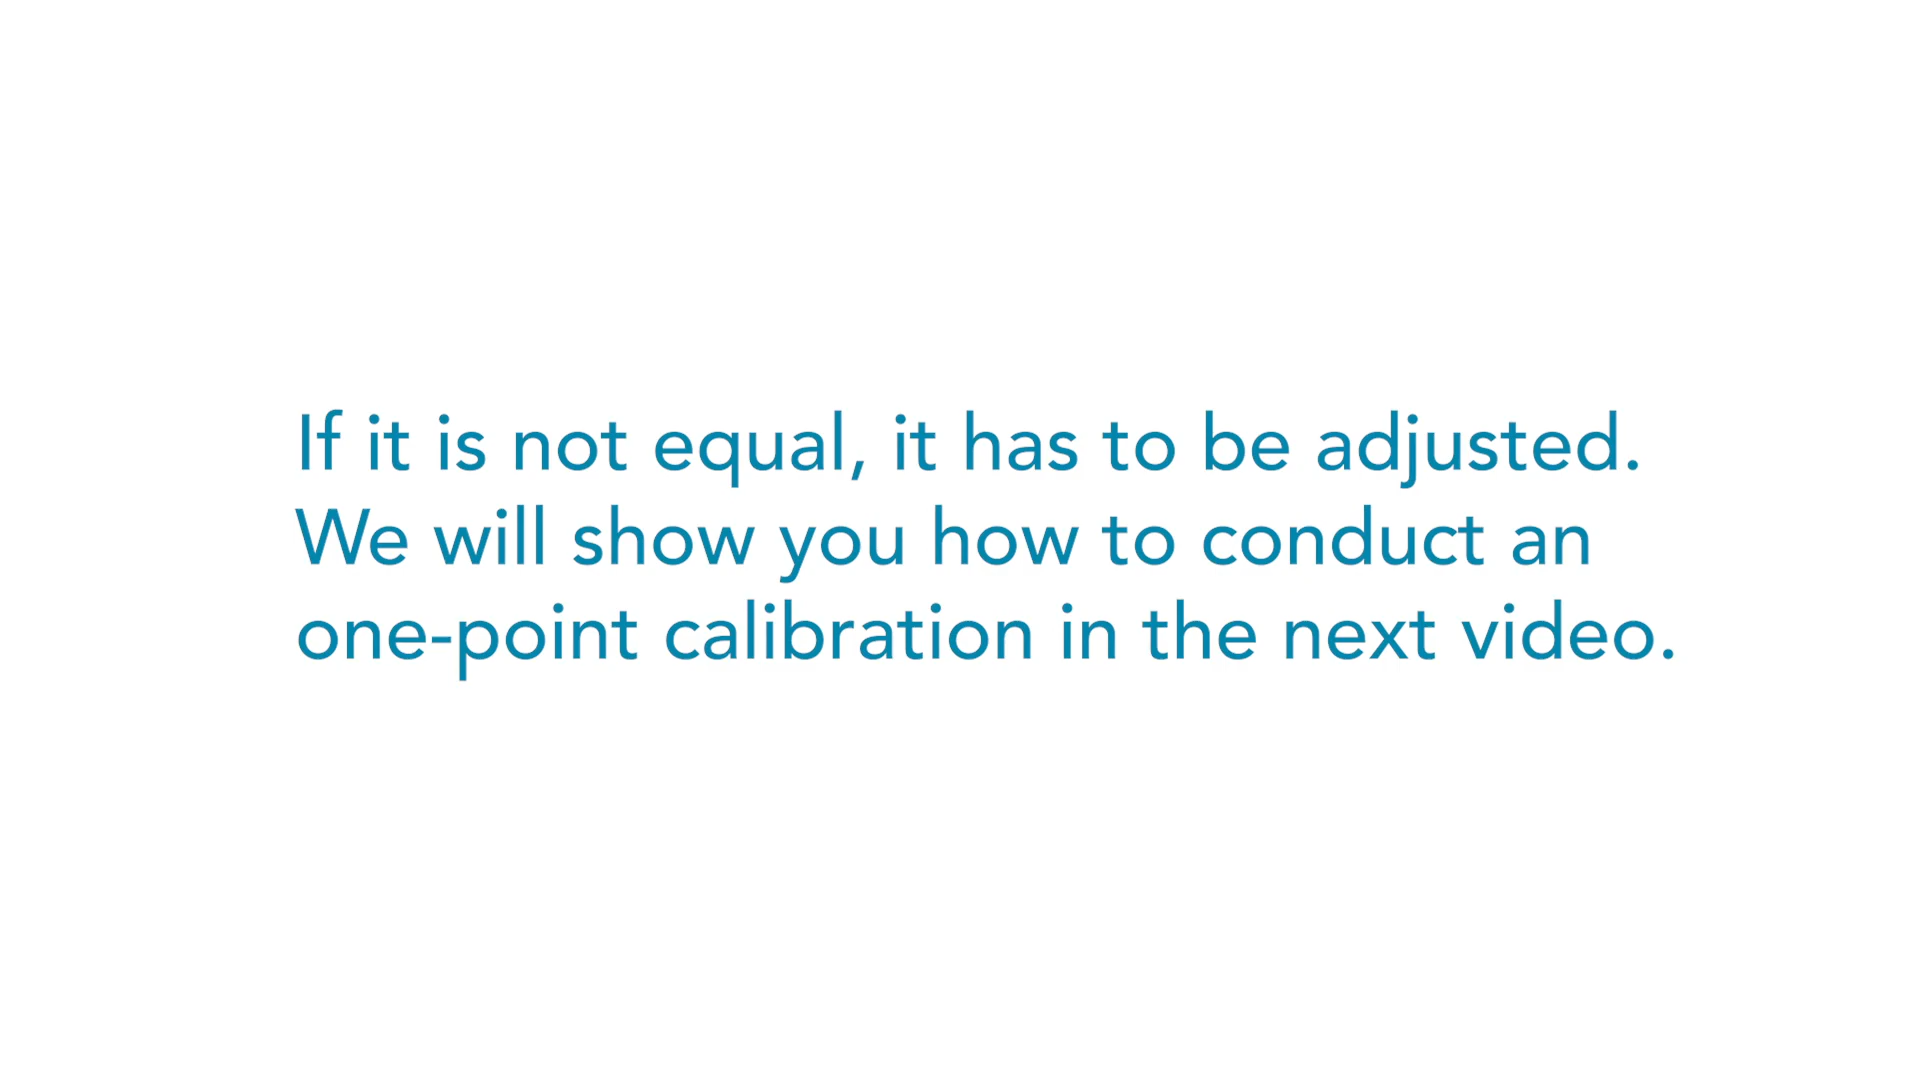 If it is not equal, it has to be adjusted.
We will show you how to conduct an
one-point calibration in the next video.